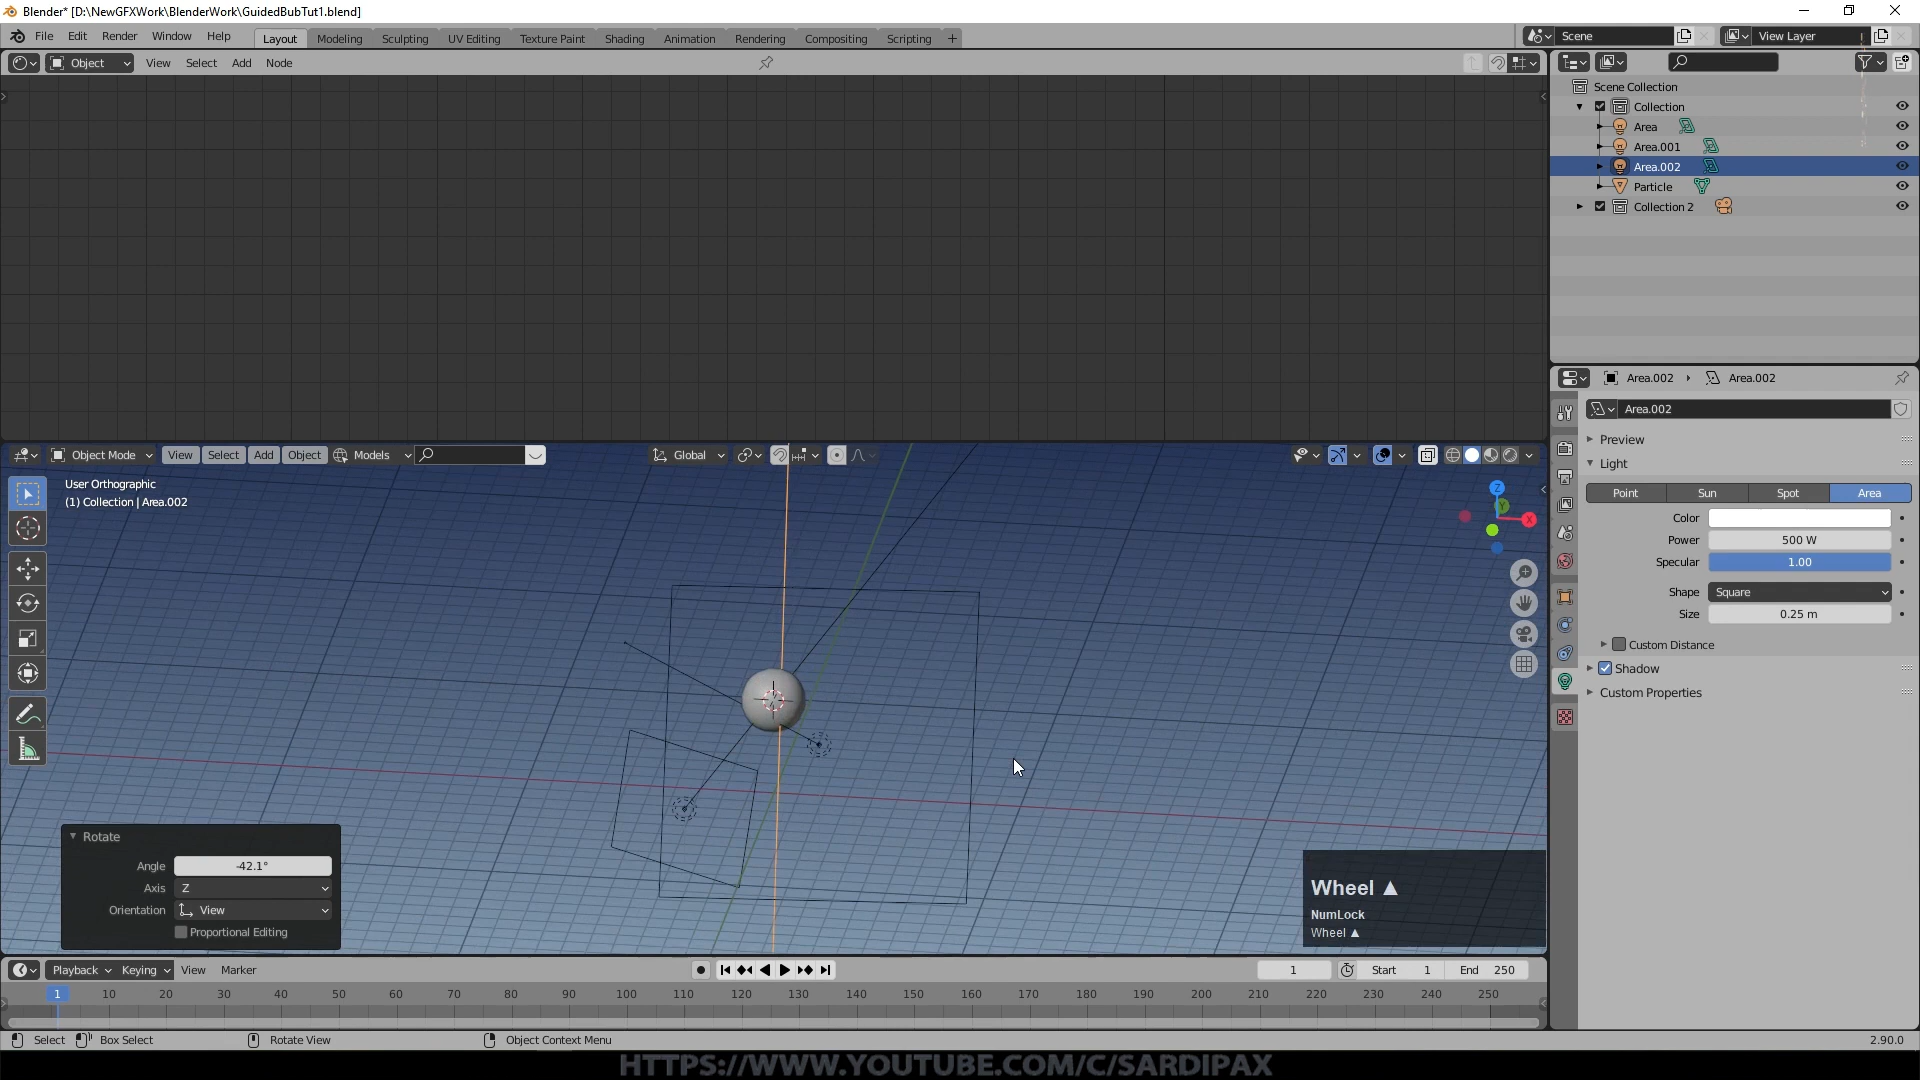 Blender* [D:\NewGFXWork\BlenderWork\GuidedBubTut1.blend]
File Edit Render Window Help Layout Modeling Sculpting UV Editing Texture Paint Shading Animation Rendering Compositing Scripting + Scene View Layer
Object View Select Add Node
Scene Collection
Collection
Area
Area.001
Area.002
Particle
Collection 2
Area.002 Area.002
Area.002
Preview
Light
Point Sun Spot Area
Color
Power 500 W
Specular 1.00
Shape Square
Size 0.25 m
Custom Distance
Shadow
Custom Properties
Object Mode View Select Add Object Models Global
User Orthographic
(1) Collection | Area.002
Z
Y
X
Rotate
Angle -42.1°
Axis Z
Orientation View
Proportional Editing
Wheel ▲
NumLock
Wheel ▲
Playback Keying View Marker 1 Start 1 End 250
1 10 20 30 40 50 60 70 80 90 100 110 120 130 140 150 160 170 180 190 200 210 220 230 240 250
Select Box Select Rotate View Object Context Menu 2.90.0
HTTPS://WWW.YOUTUBE.COM/C/SARDIPAX